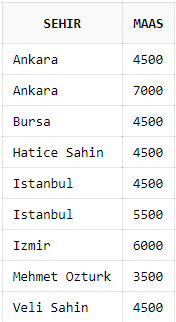 SEHIR MAAS
Ankara 4500
Ankara 7000
Bursa 4500
Hatice Sahin 4500
Istanbul 4500
Istanbul 5500
Izmir 6000
Mehmet Ozturk 3500
Veli Sahin 4500